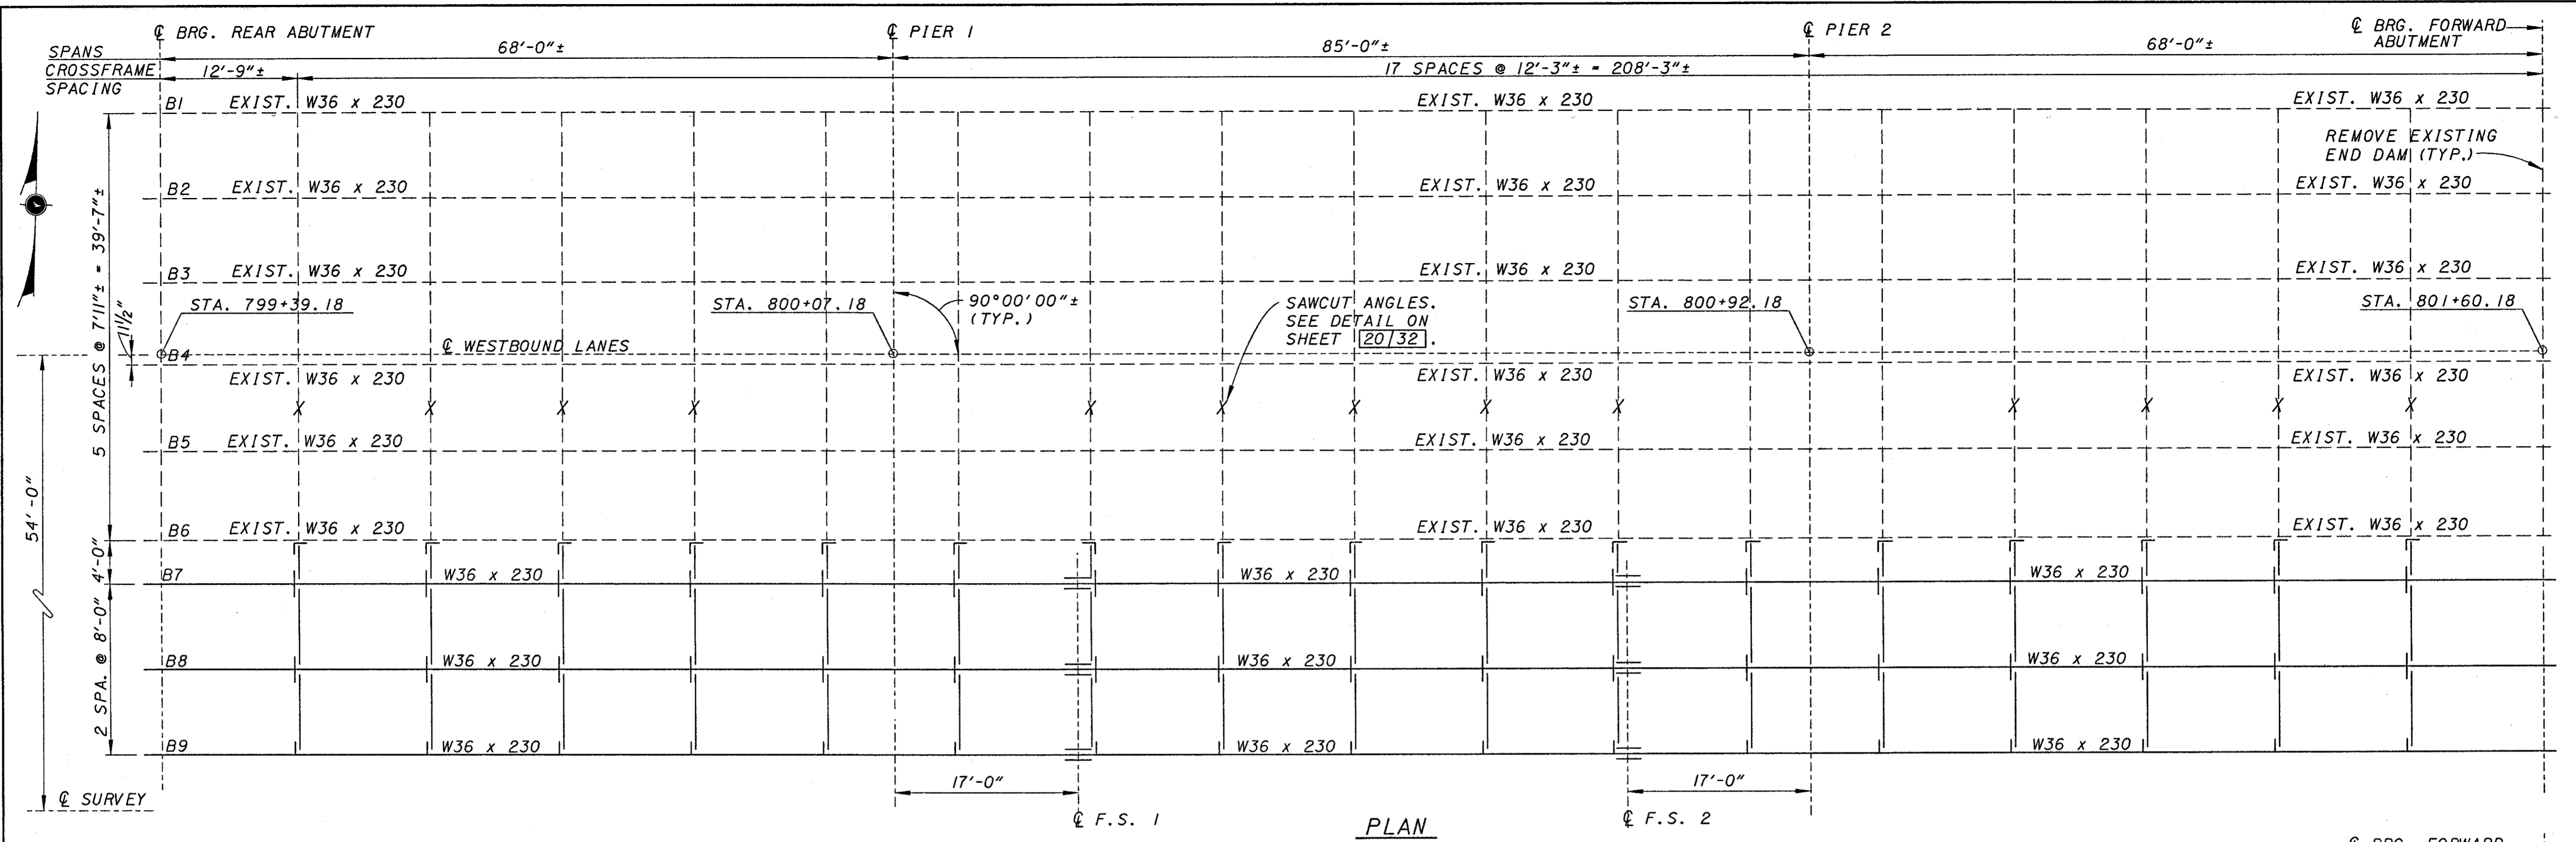 ℄ BRG. REAR ABUTMENT
℄ PIER 1
℄ PIER 2
℄ BRG. FORWARD
ABUTMENT
SPANS
68'-0"±
85'-0"±
68'-0"±
CROSSFRAME
SPACING
12'-9"±
17 SPACES @ 12'-3"± = 208'-3"±
B1 EXIST. W36 x 230
EXIST. W36 x 230
EXIST. W36 x 230
REMOVE EXISTING
END DAM (TYP.)
B2 EXIST. W36 x 230
EXIST. W36 x 230
EXIST. W36 x 230
B3 EXIST. W36 x 230
EXIST. W36 x 230
EXIST. W36 x 230
5 SPACES @ 7'11"± = 39'-7"±
11½"
STA. 799+39.18
STA. 800+07.18
90°00'00"±
(TYP.)
SAWCUT ANGLES.
SEE DETAIL ON
SHEET 20/32.
STA. 800+92.18
STA. 801+60.18
B4
℄ WESTBOUND LANES
EXIST. W36 x 230
EXIST. W36 x 230
EXIST. W36 x 230
X X X X X X X X X X X X X
B5 EXIST. W36 x 230
EXIST. W36 x 230
EXIST. W36 x 230
54'-0"
B6 EXIST. W36 x 230
EXIST. W36 x 230
EXIST. W36 x 230
4'-0"
B7
W36 x 230
W36 x 230
W36 x 230
2 SPA. @ 8'-0"
B8
W36 x 230
W36 x 230
W36 x 230
B9
W36 x 230
W36 x 230
W36 x 230
17'-0"
17'-0"
℄ SURVEY
℄ F.S. 1
℄ F.S. 2
PLAN
℄ BRG. FORWARD